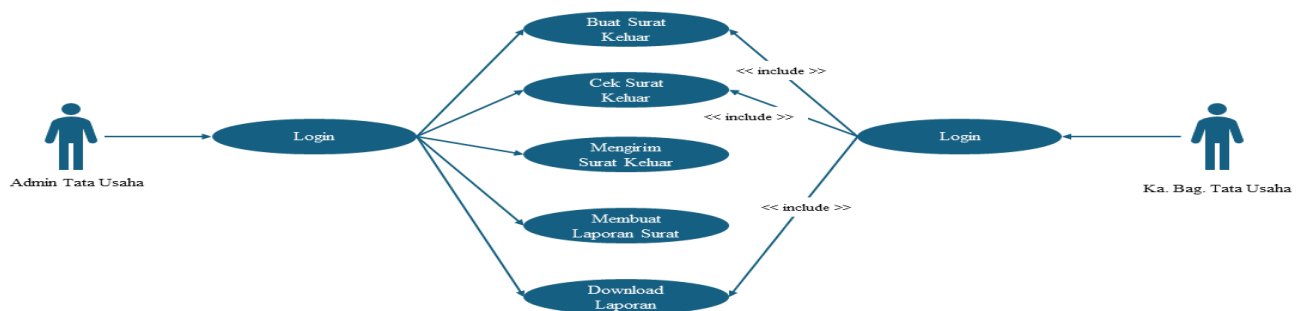 Buat Surat
Keluar
<< include >>
Cek Surat
Keluar
<< include >>
Login
Login
Mengirim
Surat Keluar
Admin Tata Usaha
Ka. Bag. Tata Usaha
<< include >>
Membuat
Laporan Surat
Download
Laporan